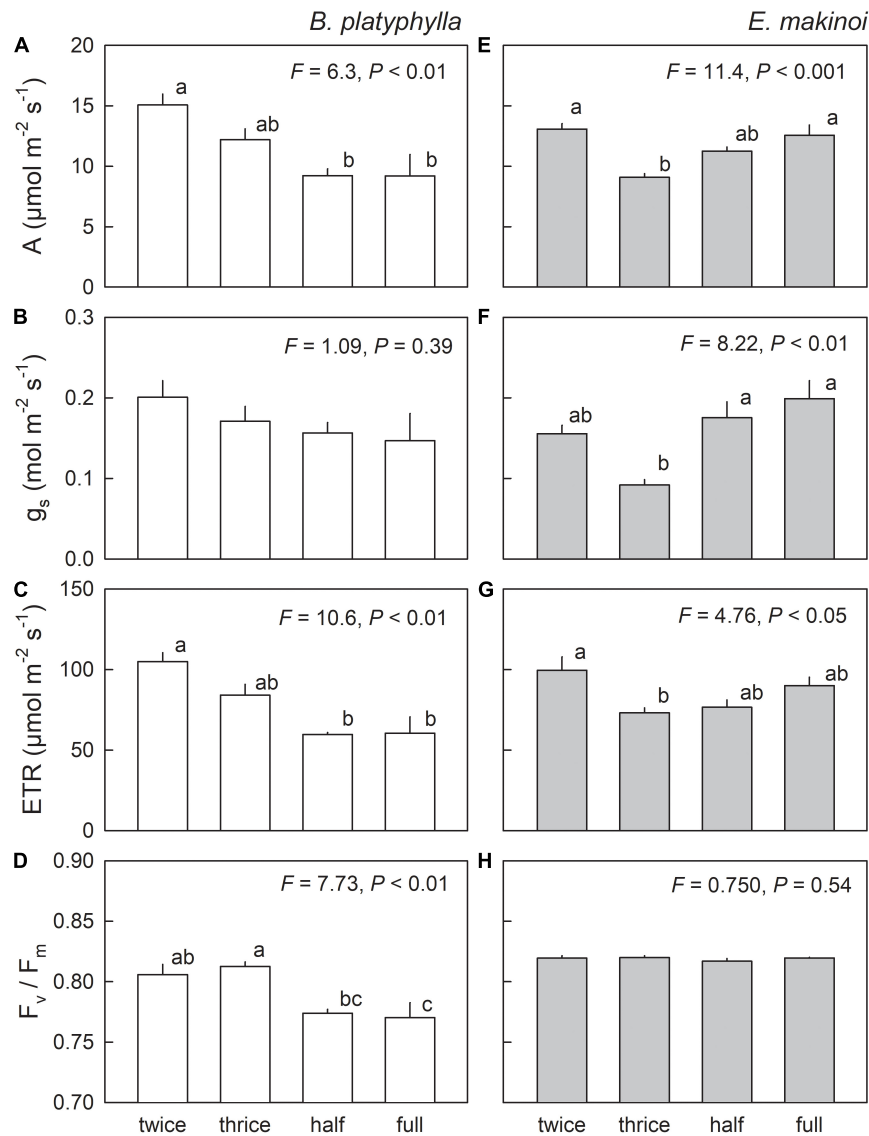 B. platyphylla
E. makinoi
A
20
15
10
5
0
A (μmol m⁻² s⁻¹)
F = 6.3, P < 0.01
a
ab
b
b
E
F = 11.4, P < 0.001
a
b
ab
a
B
0.3
0.2
0.1
0.0
gₛ (mol m⁻² s⁻¹)
F = 1.09, P = 0.39
F
F = 8.22, P < 0.01
ab
b
a
a
C
150
100
50
0
ETR (μmol m⁻² s⁻¹)
F = 10.6, P < 0.01
a
ab
b
b
G
F = 4.76, P < 0.05
a
b
ab
ab
D
0.90
0.85
0.80
0.75
0.70
Fᵥ / Fₘ
F = 7.73, P < 0.01
ab
a
bc
c
H
F = 0.750, P = 0.54
twice thrice half full
twice thrice half full